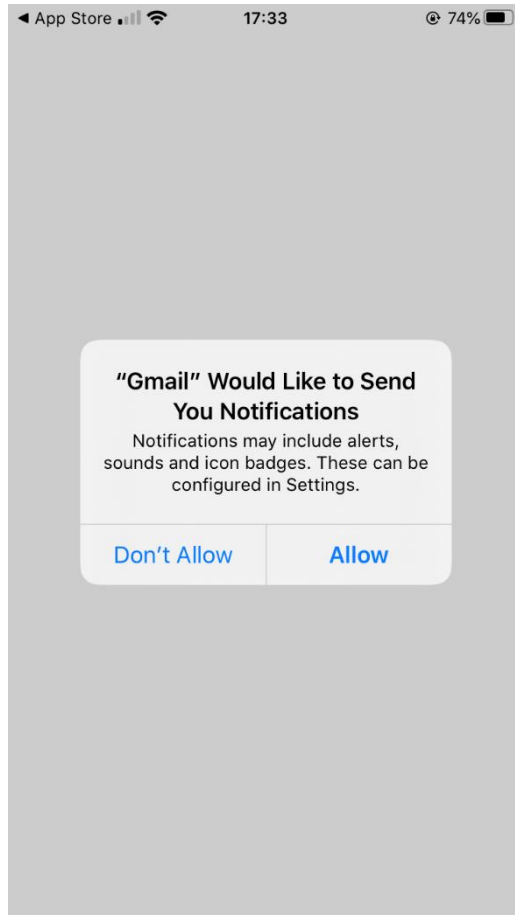 ◀ App Store
17:33
74%
“Gmail” Would Like to Send
You Notifications
Notifications may include alerts,
sounds and icon badges. These can be
configured in Settings.
Don’t Allow
Allow